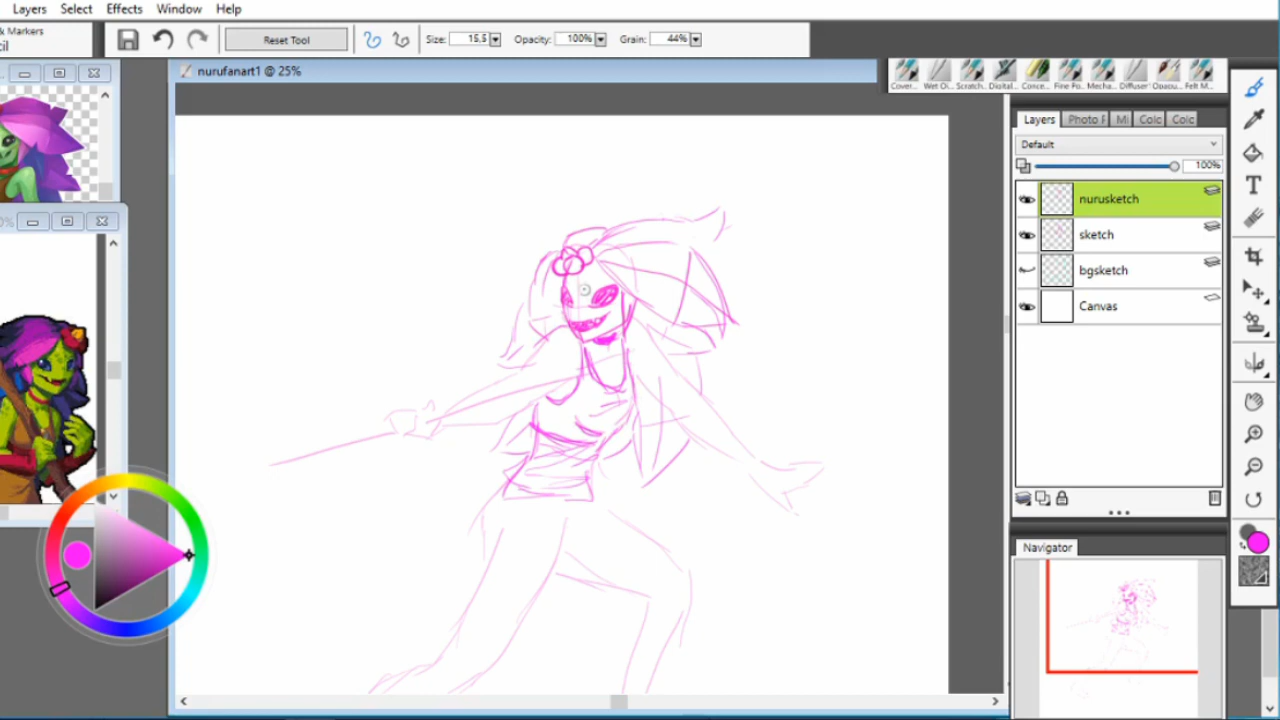 Layers Select Effects Window Help
& Markers
cil
Reset Tool
Size: 15,5 Opacity: 100% Grain: 44%
nurufanart1 @ 25%
Cover... Wet Oi... Scratch... Digital... Conce... Fine Po... Mecha... Diffuser Opaqu... Felt M...
Layers Photo F Mi Colc Colc
Default
100%
nurusketch
sketch
bgsketch
Canvas
0%
Navigator